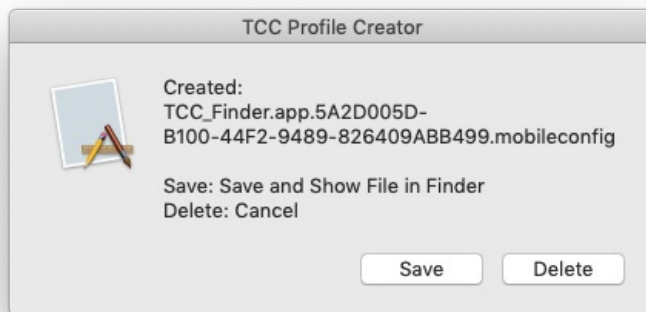 TCC Profile Creator
Created:
TCC_Finder.app.5A2D005D-
B100-44F2-9489-826409ABB499.mobileconfig
Save: Save and Show File in Finder
Delete: Cancel
Save
Delete